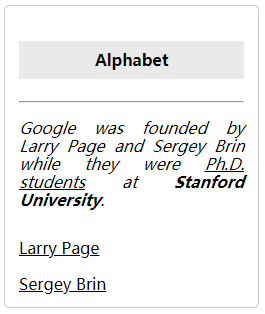 Alphabet
Google was founded by
Larry Page and Sergey Brin
while they were Ph.D.
students at Stanford
University.
Larry Page
Sergey Brin